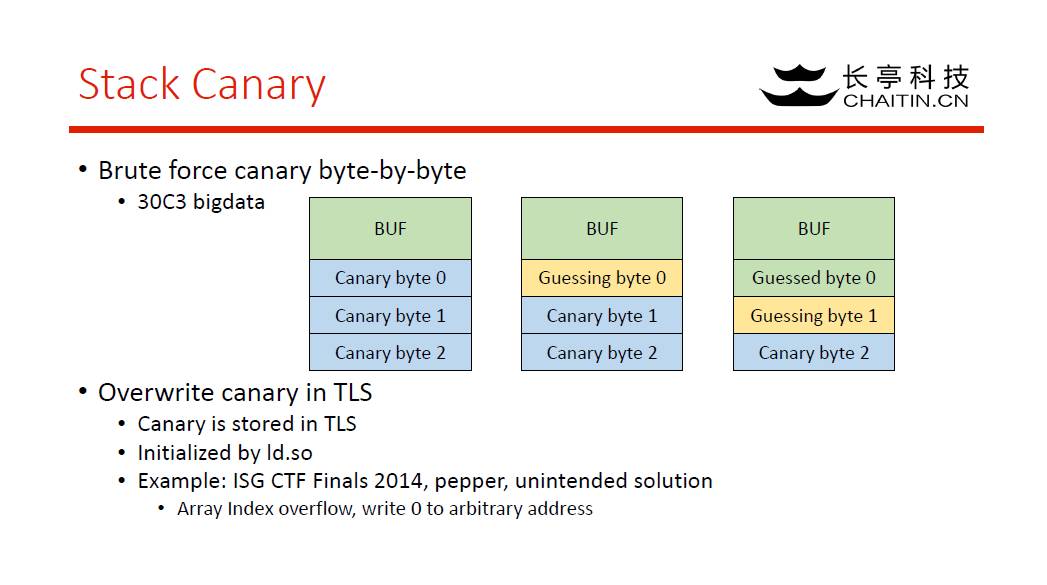 Stack Canary
长亭科技
CHAITIN.CN
• Brute force canary byte-by-byte
• 30C3 bigdata
BUF
Canary byte 0
Canary byte 1
Canary byte 2
BUF
Guessing byte 0
Canary byte 1
Canary byte 2
BUF
Guessed byte 0
Guessing byte 1
Canary byte 2
• Overwrite canary in TLS
• Canary is stored in TLS
• Initialized by ld.so
• Example: ISG CTF Finals 2014, pepper, unintended solution
• Array Index overflow, write 0 to arbitrary address